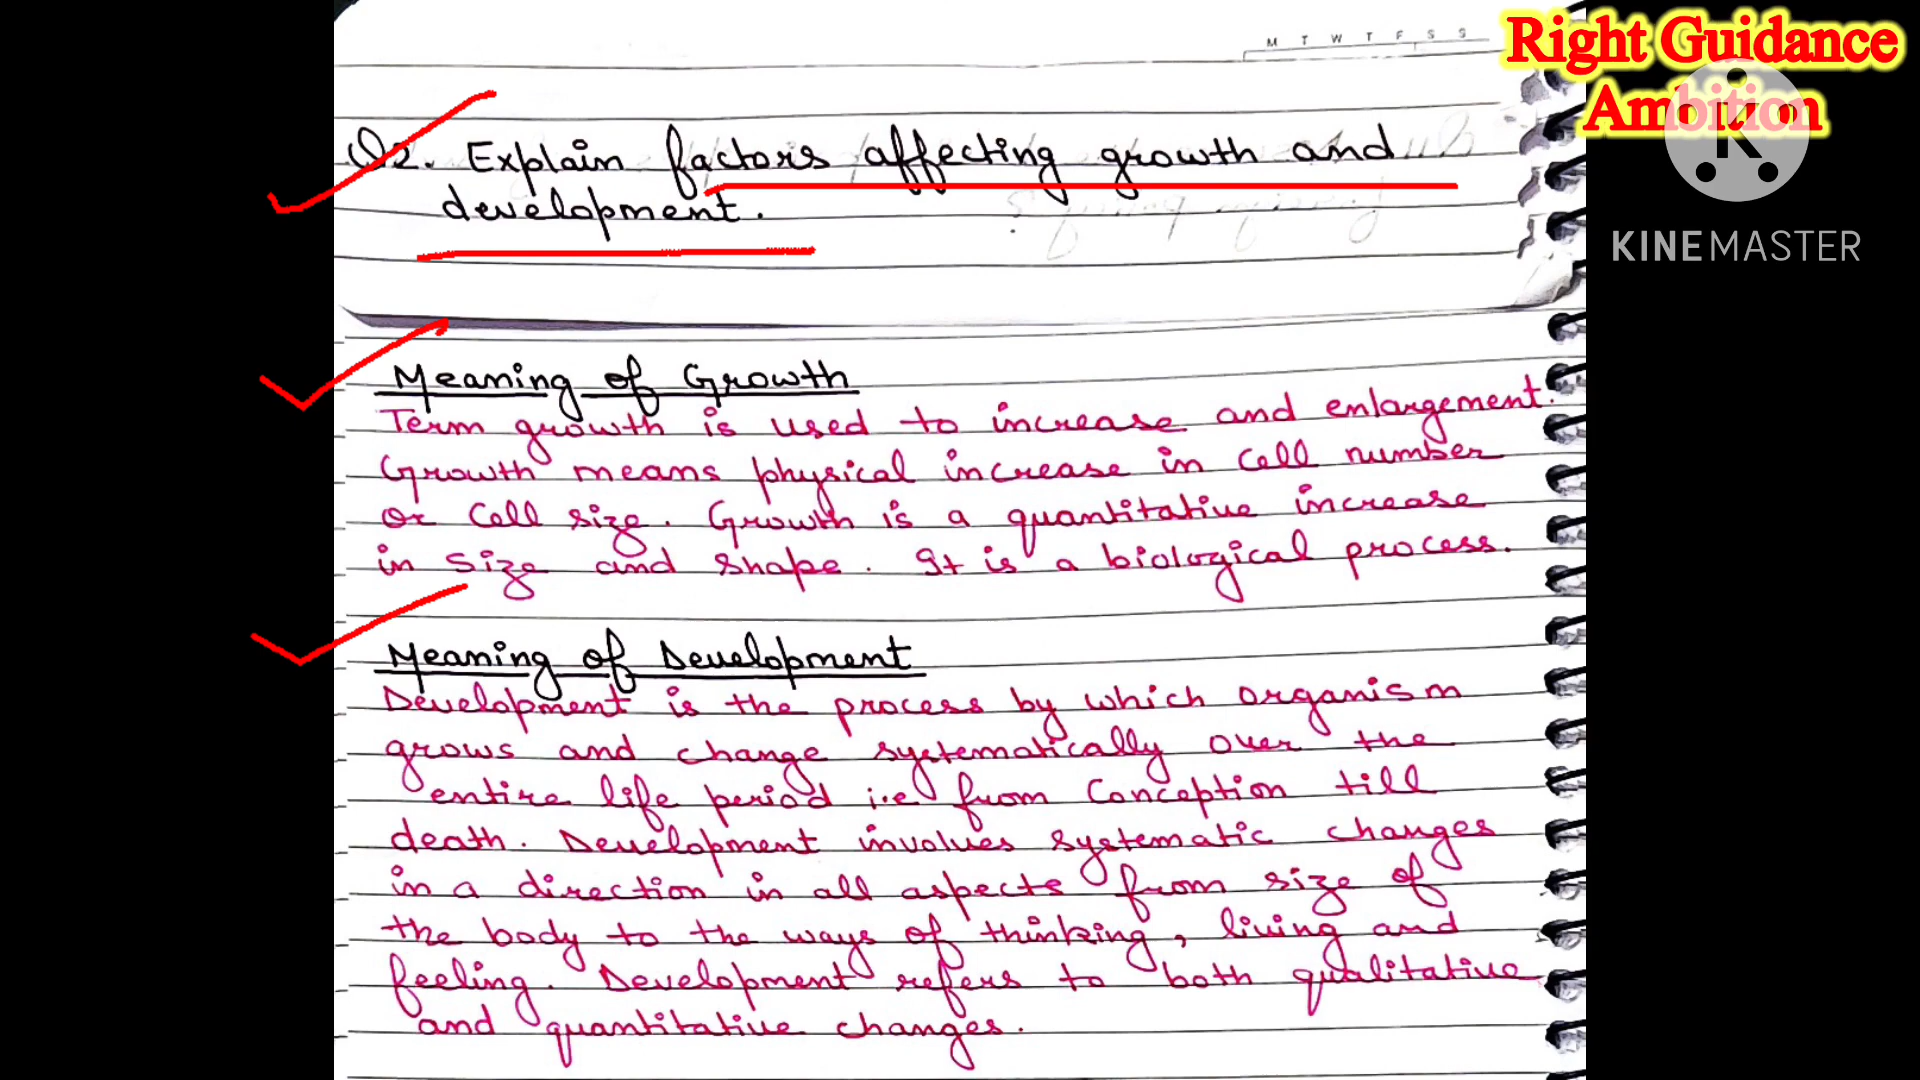 M T W T F S S
Right Guidance
Ambition
K
KINEMASTER
Q2. Explain factors affecting growth and
development.
Meaning of Growth
Term growth is used to increase and enlargement.
Growth means physical increase in cell number
or cell size. Growth is a quantitative increase
in size and shape. It is a biological process.
Meaning of Development
Development is the process by which organism
grows and change systematically over the
entire life period i.e from conception till
death. Development involves systematic changes
in a direction in all aspects from size of
the body to the ways of thinking, living and
feeling. Development refers to both qualitative
and quantitative changes.